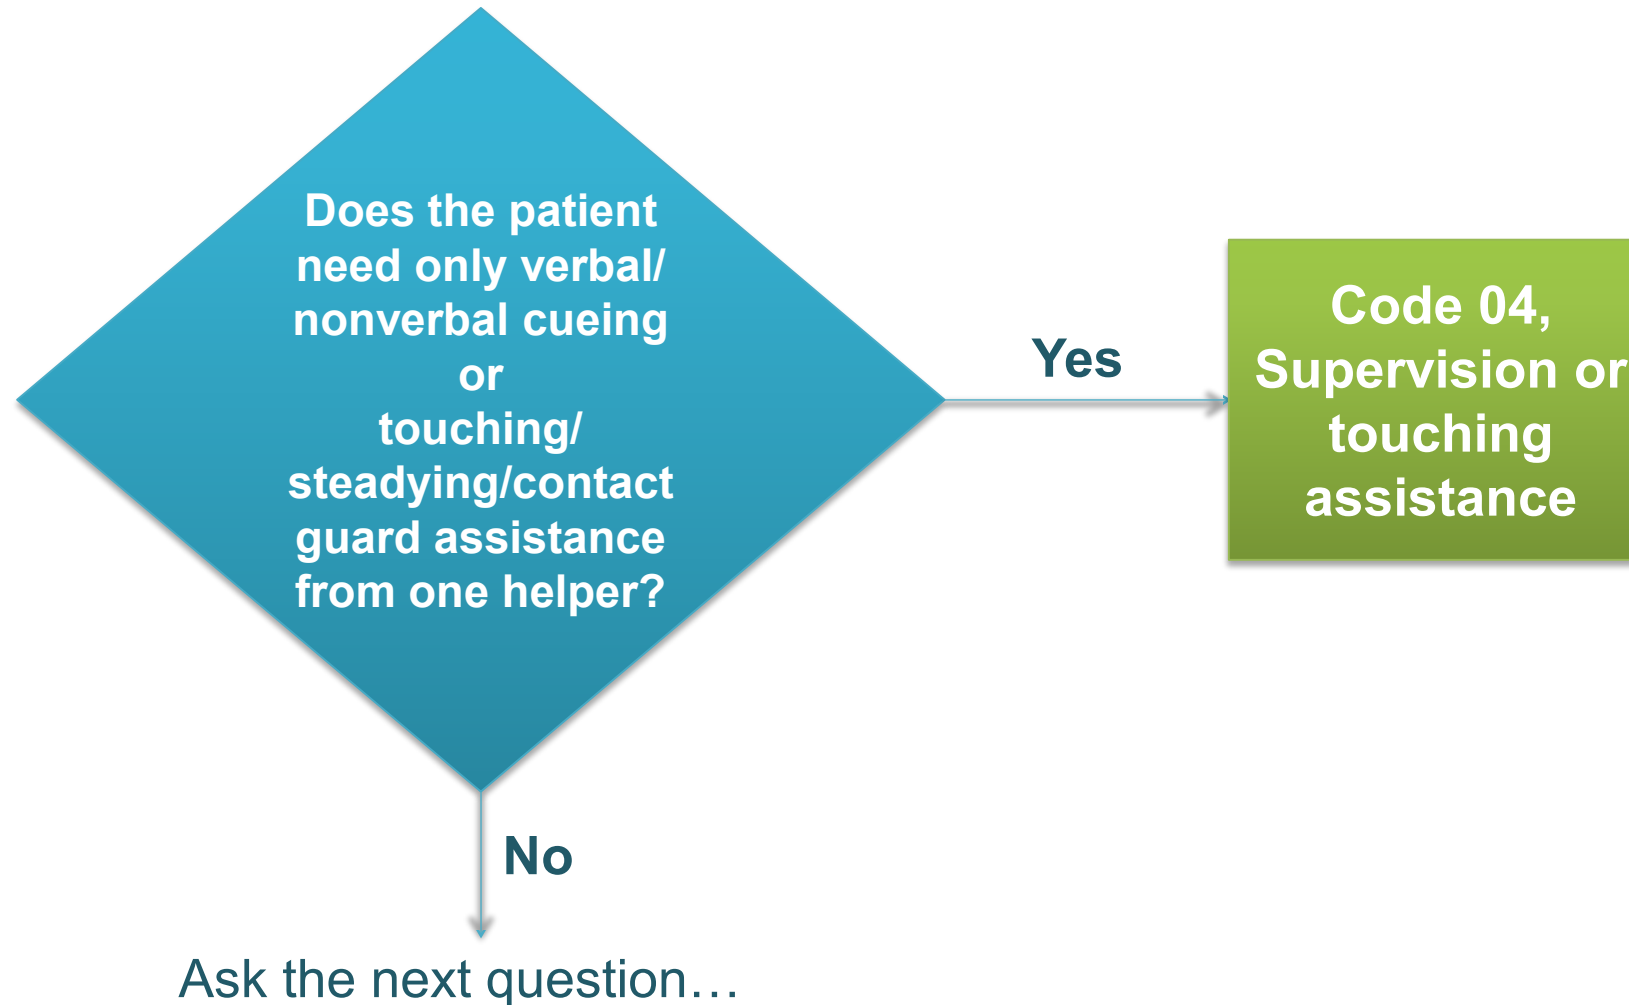 Does the patient
need only verbal/
nonverbal cueing
or
touching/
steadying/contact
guard assistance
from one helper?
Yes
Code 04,
Supervision or
touching
assistance
No
Ask the next question…